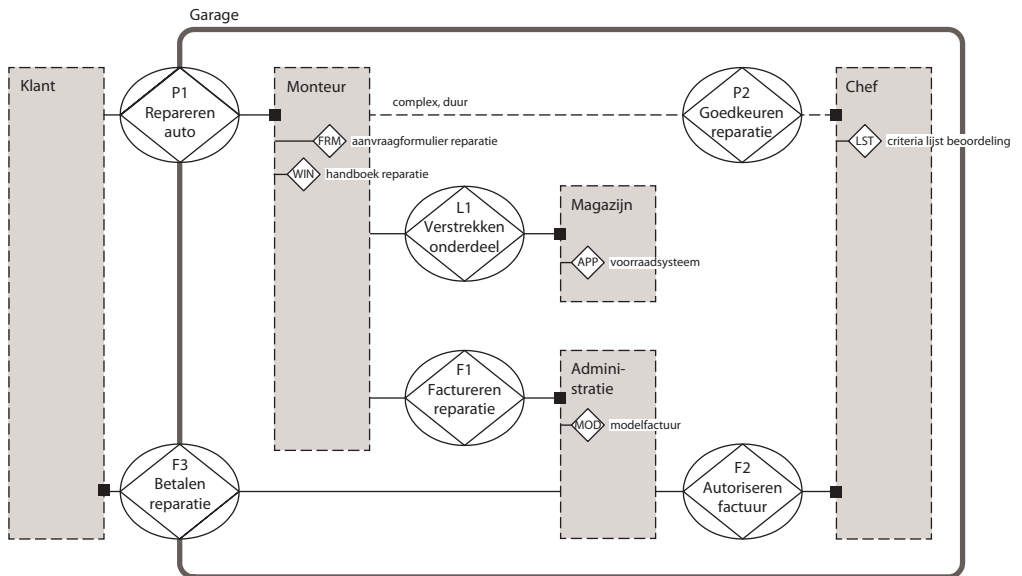 Garage
Klant
P1
Repareren
auto
Monteur
complex, duur
P2
Goedkeuren
reparatie
Chef
FRM aanvraagformulier reparatie
LST criteria lijst beoordeling
WIN handboek reparatie
L1
Verstrekken
onderdeel
Magazijn
APP voorraadsysteem
F1
Factureren
reparatie
Admini-
stratie
MOD modelfactuur
F3
Betalen
reparatie
F2
Autoriseren
factuur